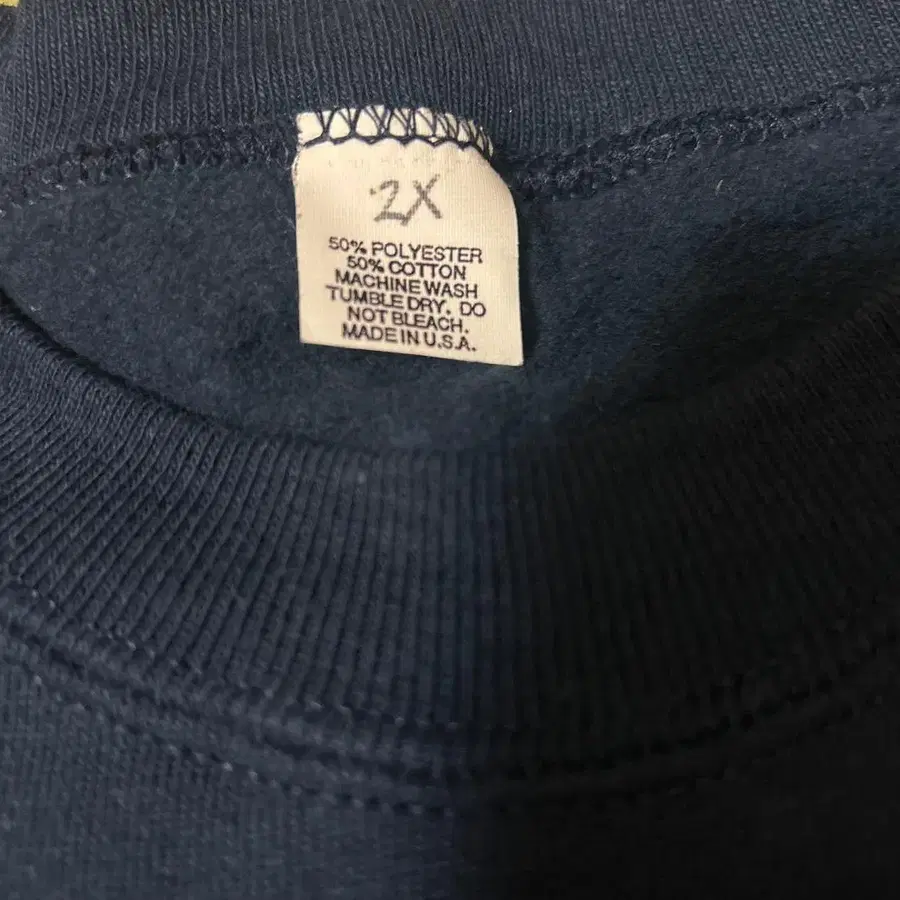 2X
50% POLYESTER
50% COTTON
MACHINE WASH
TUMBLE DRY. DO
NOT BLEACH.
MADE IN U.S.A.